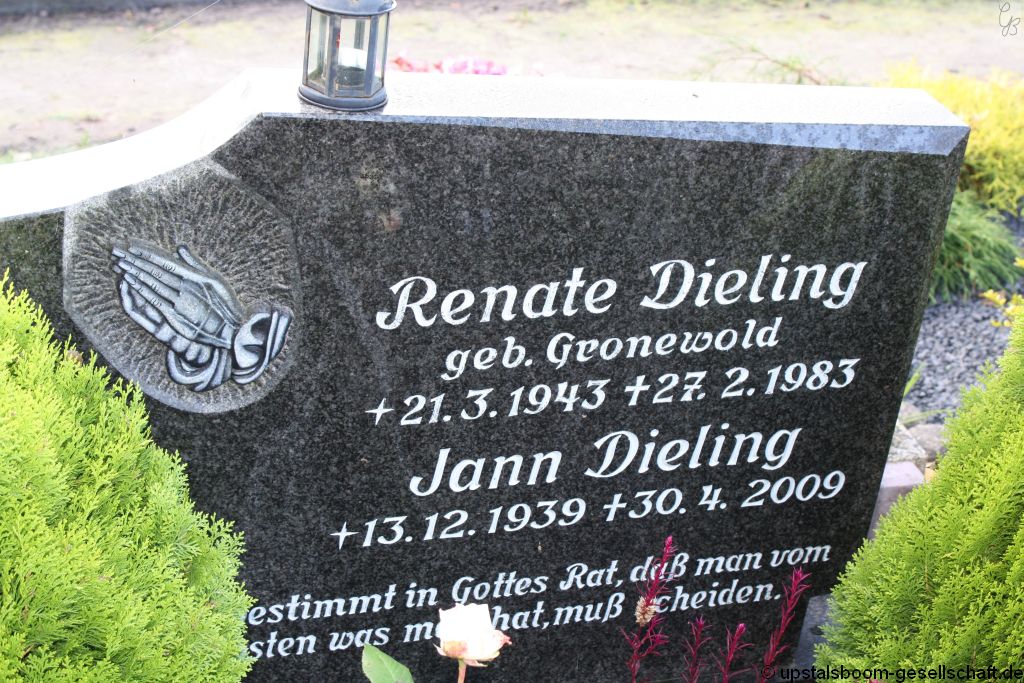 Renate Dieling
geb. Gronewold
+21. 3. 1943 +27. 2. 1983
Jann Dieling
+13. 12. 1939 +30. 4. 2009
estimmt in Gottes Rat, daß man vom
sten was m hat, muß cheiden.
© upstalsboom-gesellschaft.de